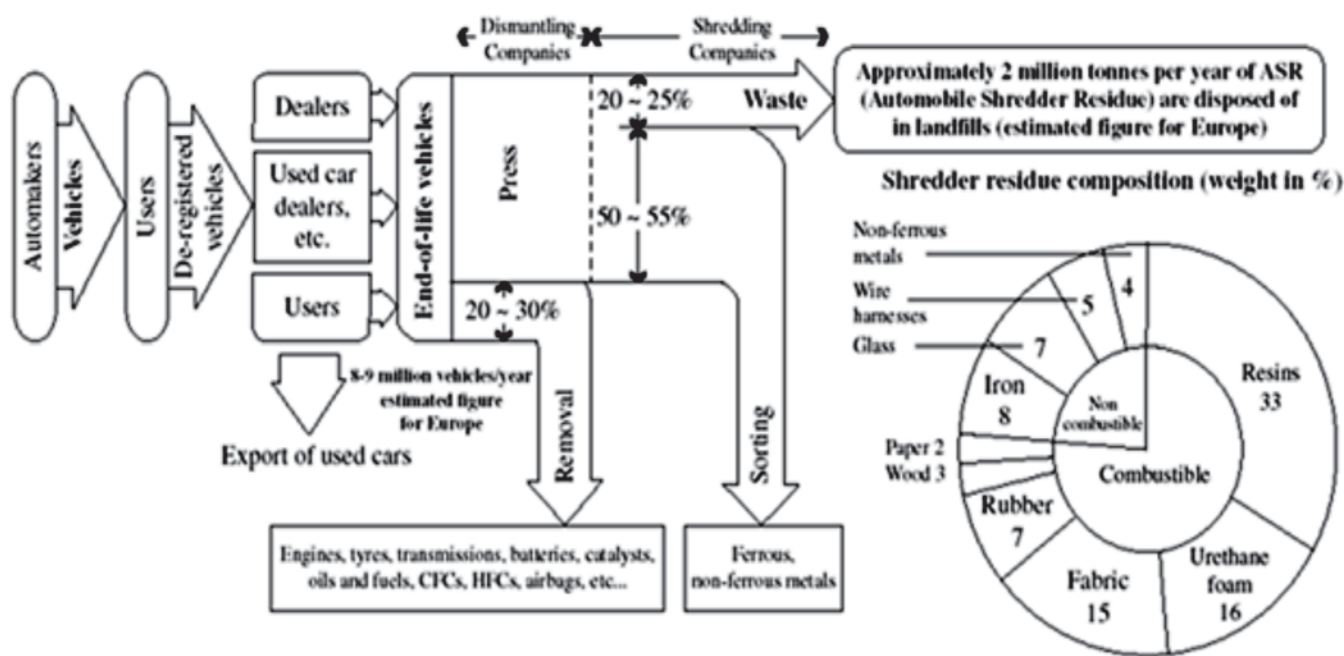 Dismantling
Companies
Shredding
Companies
Automakers
Vehicles
Users
De-registered
vehicles
Dealers
Used car
dealers,
etc.
Users
End-of-life vehicles
Press
20 ~ 25%
50 ~ 55%
20 ~ 30%
Waste
Approximately 2 million tonnes per year of ASR
(Automobile Shredder Residue) are disposed of
in landfills (estimated figure for Europe)
8-9 million vehicles/year
estimated figure
for Europe
Export of used cars
Removal
Sorting
Engines, tyres, transmissions, batteries, catalysts,
oils and fuels, CFCs, HFCs, airbags, etc...
Ferrous,
non-ferrous metals
Shredder residue composition (weight in %)
Non-ferrous
metals
4
Wire
harnesses
5
Glass
7
Iron
8
Paper 2
Wood 3
Rubber
7
Fabric
15
Urethane
foam
16
Resins
33
Non
combustible
Combustible